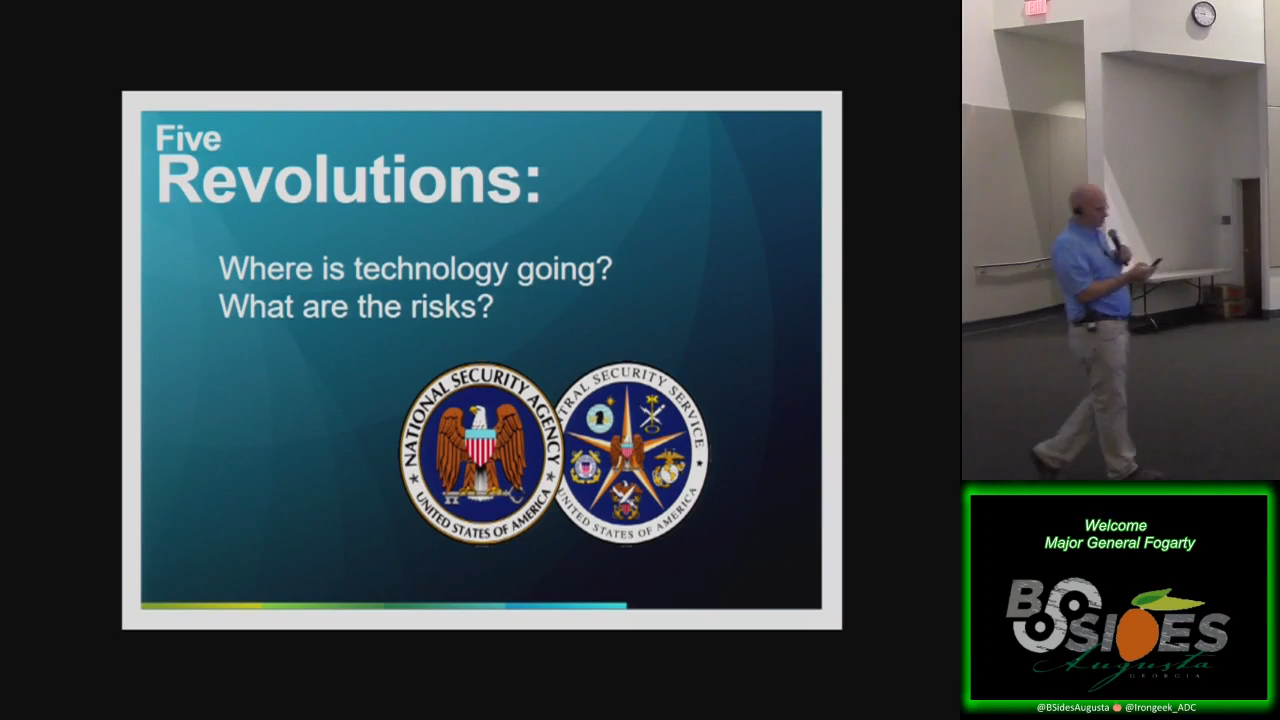 Five
Revolutions:
Where is technology going?
What are the risks?
NATIONAL SECURITY AGENCY
UNITED STATES OF AMERICA
TRAL SECURITY SERVICE
UNITED STATES OF AMERICA
EXIT
Welcome
Major General Fogarty
BSIDES
Augusta
GEORGIA
@BSidesAugusta @Irongeek_ADC